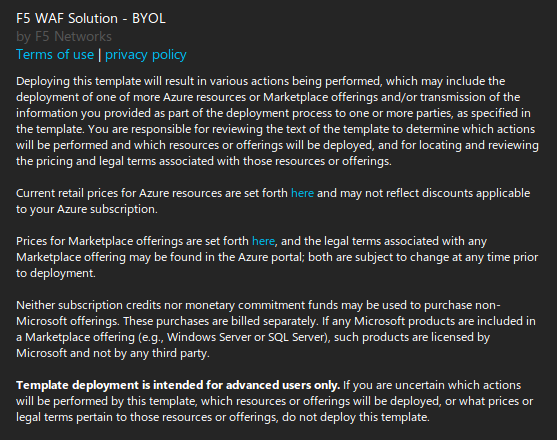 F5 WAF Solution - BYOL
by F5 Networks
Terms of use | privacy policy
Deploying this template will result in various actions being performed, which may include the
deployment of one of more Azure resources or Marketplace offerings and/or transmission of the
information you provided as part of the deployment process to one or more parties, as specified in
the template. You are responsible for reviewing the text of the template to determine which actions
will be performed and which resources or offerings will be deployed, and for locating and reviewing
the pricing and legal terms associated with those resources or offerings.
Current retail prices for Azure resources are set forth here and may not reflect discounts applicable
to your Azure subscription.
Prices for Marketplace offerings are set forth here, and the legal terms associated with any
Marketplace offering may be found in the Azure portal; both are subject to change at any time prior
to deployment.
Neither subscription credits nor monetary commitment funds may be used to purchase non-
Microsoft offerings. These purchases are billed separately. If any Microsoft products are included in
a Marketplace offering (e.g., Windows Server or SQL Server), such products are licensed by
Microsoft and not by any third party.
Template deployment is intended for advanced users only. If you are uncertain which actions
will be performed by this template, which resources or offerings will be deployed, or what prices or
legal terms pertain to those resources or offerings, do not deploy this template.